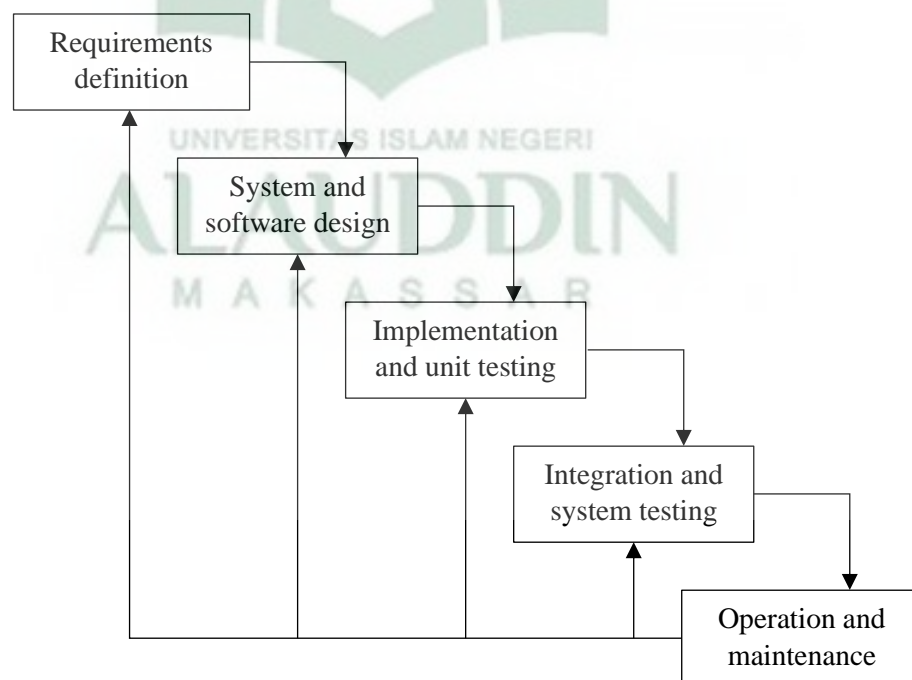 Requirements
definition
UNIVERSITAS ISLAM NEGERI
System and
software design
ALAUDDIN
MAKASSAR
Implementation
and unit testing
Integration and
system testing
Operation and
maintenance